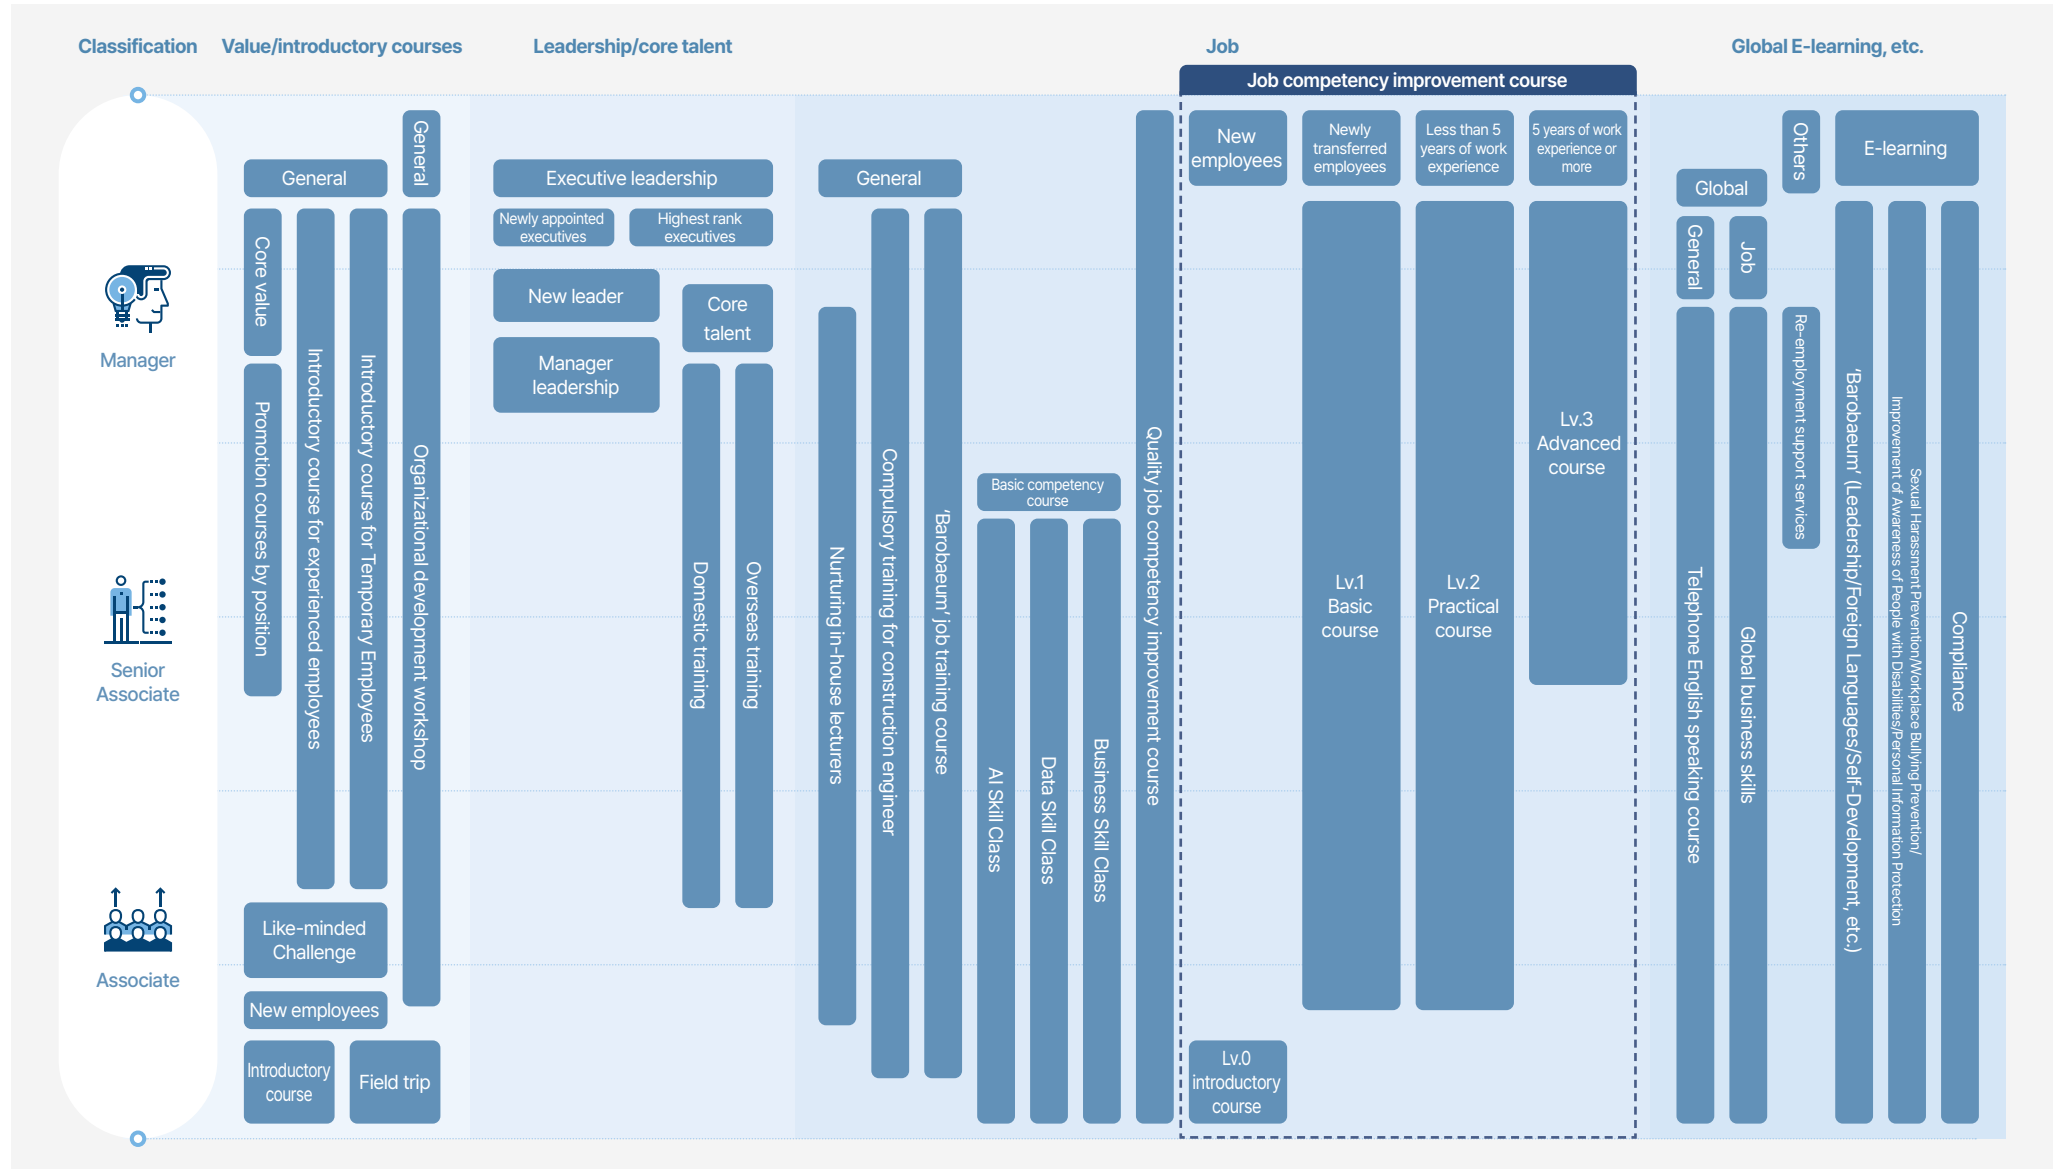 Classification
Value/introductory courses
Leadership/core talent
Job
Global E-learning, etc.
Job competency improvement course
Manager
Senior
Associate
Associate
General
General
Core value
Promotion courses by position
Introductory course for experienced employees
Introductory course for Temporary Employees
Organizational development workshop
Like-minded
Challenge
New employees
Introductory
course
Field trip
Executive leadership
Newly appointed
executives
Highest rank
executives
New leader
Manager
leadership
Core
talent
Domestic training
Overseas training
General
Nurturing in-house lecturers
Compulsory training for construction engineer
'Barobaeum' job training course
Basic competency
course
AI Skill Class
Data Skill Class
Business Skill Class
Quality job competency improvement course
New
employees
Newly
transferred
employees
Less than 5
years of work
experience
5 years of work
experience or
more
Lv.0
introductory
course
Lv.1
Basic
course
Lv.2
Practical
course
Lv.3
Advanced
course
Global
General
Job
Telephone English speaking course
Global business skills
Others
Re-employment support services
E-learning
'Barobaeum' (Leadership/Foreign Languages/Self-Development, etc.)
Sexual Harassment Prevention/Workplace Bullying Prevention/
Improvement of Awareness of People with Disabilities/Personal Information Protection
Compliance